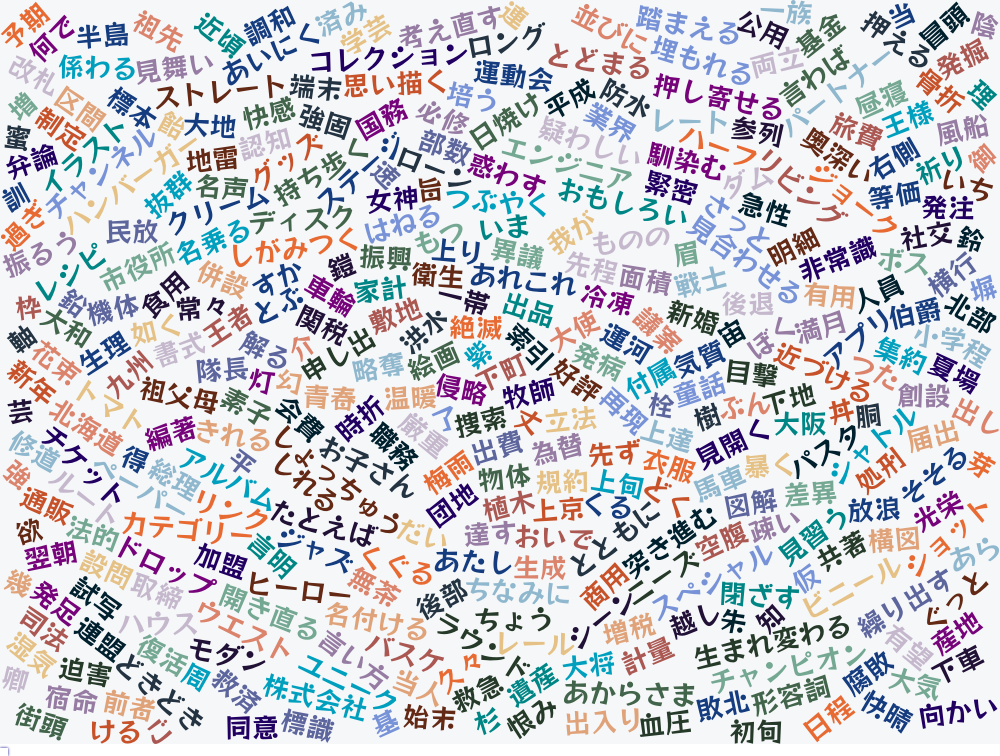 予期
何で
半島
祖先
近頃
調和
あいにく
済み
学芸
考え直す
運
並びに
踏まえる
公用
一族
基金
押える
当
冒頭
陰
改札
係わる
見舞い
コレクション
ロング
とどまる
埋もれる
両立
言わば
パートナー
骨折
発掘
運動会
ストレート
端末
思い描く
培う
日焼け
平成
防水
押し寄せる
昼寝
墳
区間
標本
飴
大地
快感
強固
国務
必修
業界
レート
参列
旅費
王様
風船
蜜
制定
弁論
イラスト
チャンネル
ハンバーガー
地雷
認知
グッズ
ローン
部数
惑わす
エンジニア
疑わしい
馴染む
ハーフ
リビング
奥深い
右側
祈り
訓
過ぎ
抜群
名声
持ち歩く
ステージ
女神
つぶやく
おもしろい
緊密
ダム
急性
ジョーク
等価
いち
発注
振るう
レシピ
民放
クリーム
ディスク
はねる
もつ
いま
我が
ものの
眉
さっと
見合わせる
明細
非常識
ボス
社交
鈴
市役所
名乗る
しがみつく
振興
上り
異議
先程
面積
戦士
後退
有用
人員
横行
塀
枠
大和
鉛
機体
食用
併設
すか
とぶ
鎧
車輪
家計
衛生
一帯
あれこれ
出品
冷凍
議案
新婚
宙
ぼく
満月
アプリ
伯爵
北部
小学程
軸
花束
生理
如く
常々
王者
関税
敷地
洪水
絶滅
索引
大使
運河
気質
近づける
集約
夏場
新年
トマト
九州
書式
解る
介
申し出
略奪
絵画
紫
下町
好評
発病
付属
童話
目撃
つた
創設
出し
芸
北海道
祖父母
隊長
灯
幻
青春
温暖
侵略
牧師
再現
栓
樹
ぶん
下地
丹
胴
修道
チケット
編著
きれる
素子
会費
時折
職務
厳重
了
捜索
丈
立法
上達
見開く
大阪
パスタ
シャトル
届出
強
通販
ルート
ペーパー
得
総理
アルバム
平
しょっちゅう
しれる
お子さん
梅雨
出費
為替
先ず
衣服
馬車
暴く
処刑
そそる
芽
欲
法的
カテゴリー
リンク
たとえば
だい
団地
物体
規約
上旬
どく
図解
差異
放浪
光栄
翌朝
設問
ドロップ
加盟
言明
ジャズ
くぐる
達す
植木
上京
くる
おいで
とともに
突き進む
空腹
疎い
見習う
共著
構図
ショット
幾
発足
試写
取締
ヒーロー
無茶
あたし
生成
商用
ニーズ
スペシャル
閉ざす
仮
ビニール
繰り出す
あら
司法
連盟
ハウス
ウエスト
開き直る
名付ける
後部
ちなみに
ちょう
シーン
増税
越し
朱
知
ぐっと
湿気
迫害
どきどき
復活
モダン
言い方
バスケ
ラウンド
レール
計量
生まれ変わる
有望
産地
卿
宿命
前者
周
救済
ユニーク
株式会社
当人
久々
救急
遺産
大将
チャンピオン
腐敗
大気
下車
街頭
ける
ご
同意
標識
基
始末
杉
恨み
あからさま
出入り
血圧
敗北
形容詞
初旬
日程
快晴
向かい